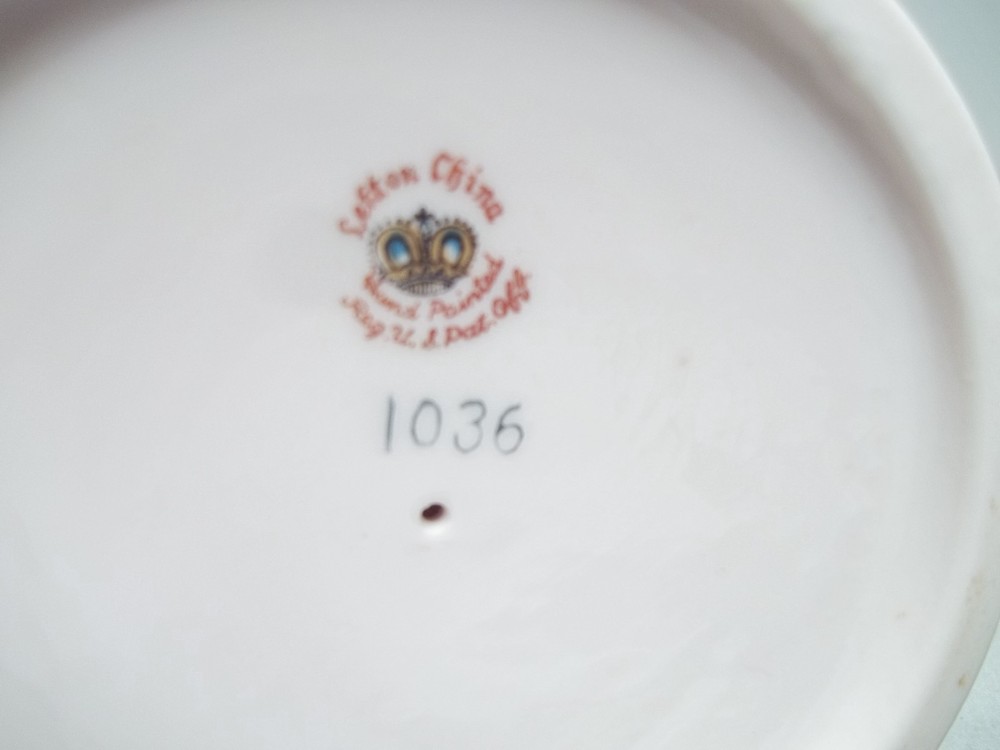 Lefton China
Hand Painted
Reg. U. S. Pat. Off.
1036